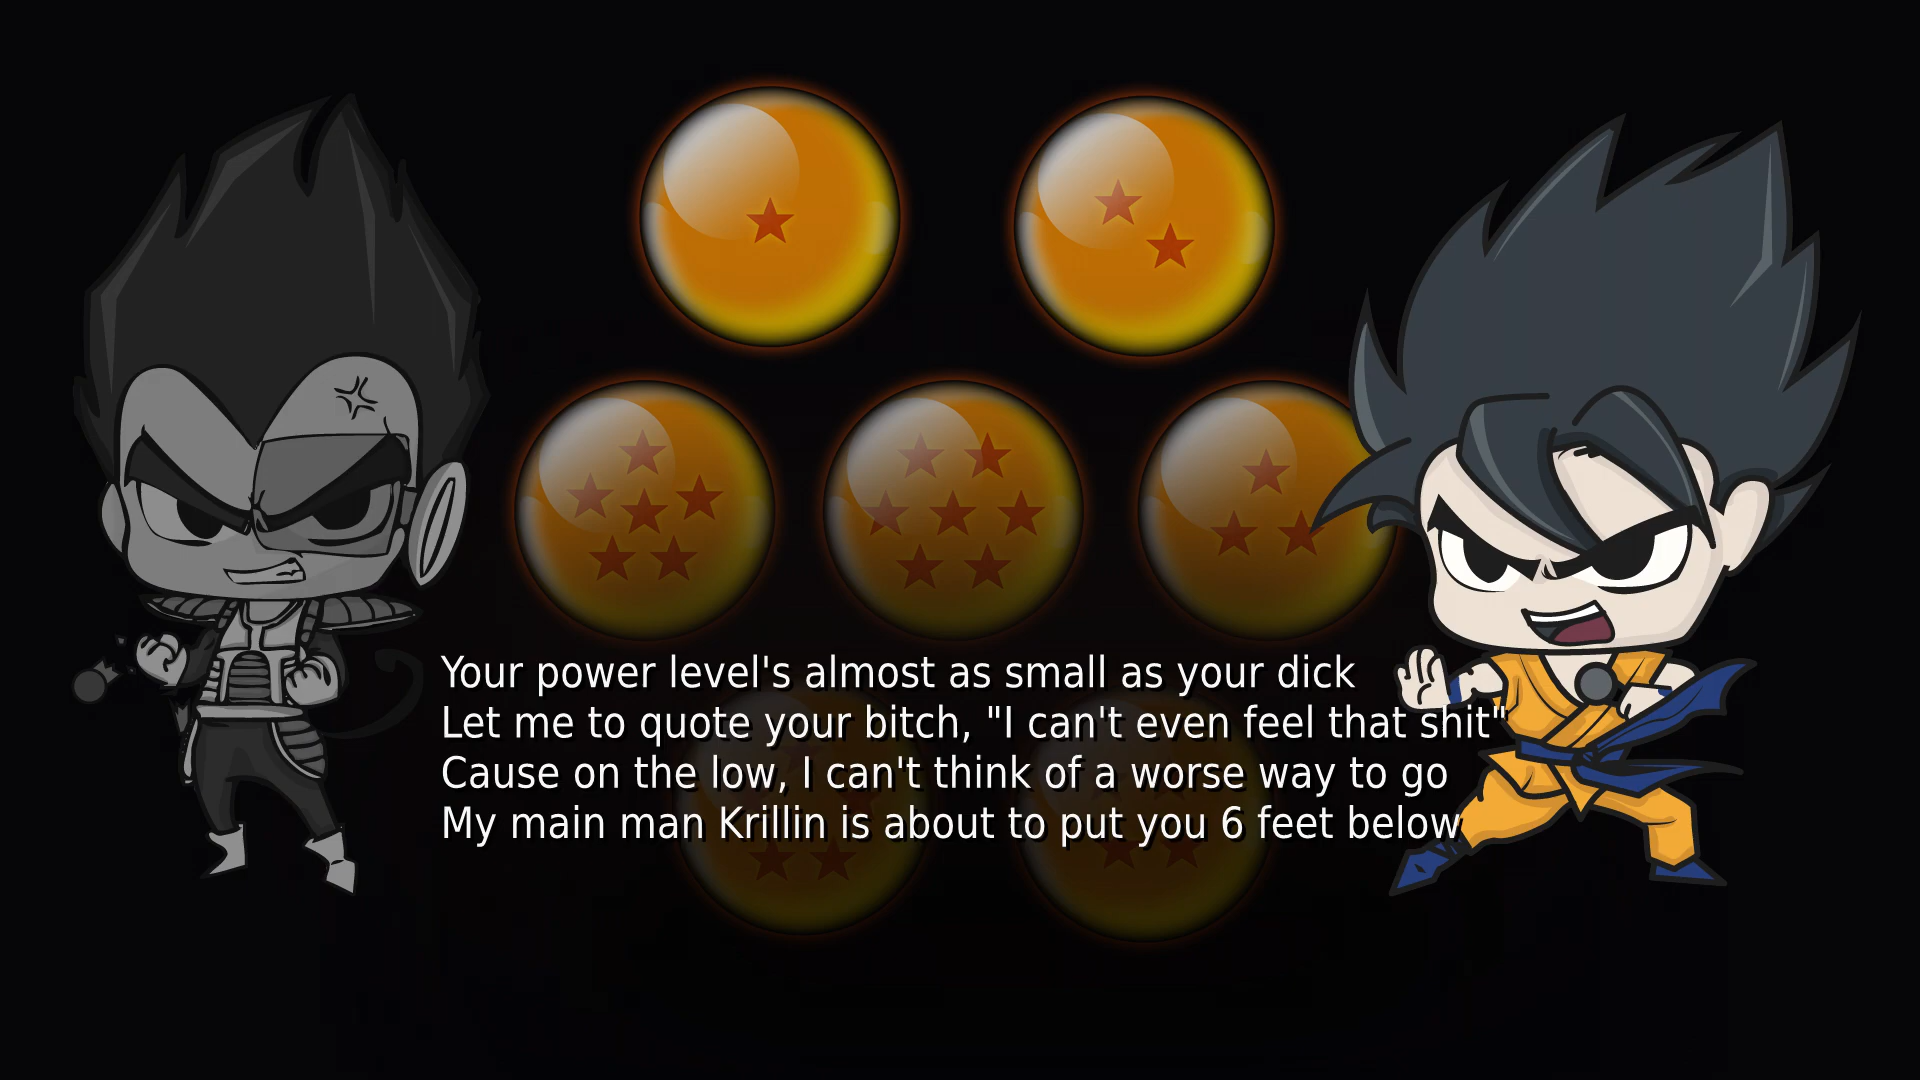 Your power level's almost as small as your dick
Let me to quote your bitch, "I can't even feel that shit"
Cause on the low, I can't think of a worse way to go
My main man Krillin is about to put you 6 feet below